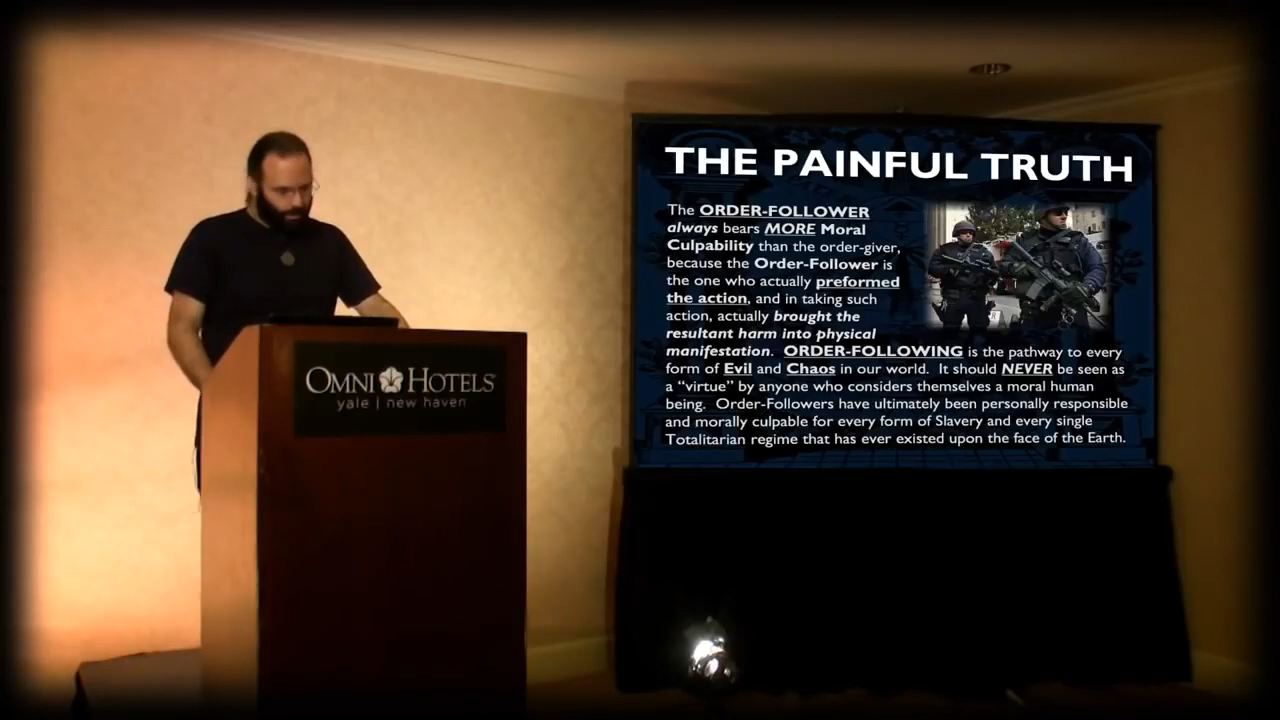 OMNI HOTELS
yale | new haven
THE PAINFUL TRUTH
The ORDER-FOLLOWER
always bears MORE Moral
Culpability than the order-giver,
because the Order-Follower is
the one who actually preformed
the action, and in taking such
action, actually brought the
resultant harm into physical
manifestation. ORDER-FOLLOWING is the pathway to every
form of Evil and Chaos in our world. It should NEVER be seen as
a “virtue” by anyone who considers themselves a moral human
being. Order-Followers have ultimately been personally responsible
and morally culpable for every form of Slavery and every single
Totalitarian regime that has ever existed upon the face of the Earth.